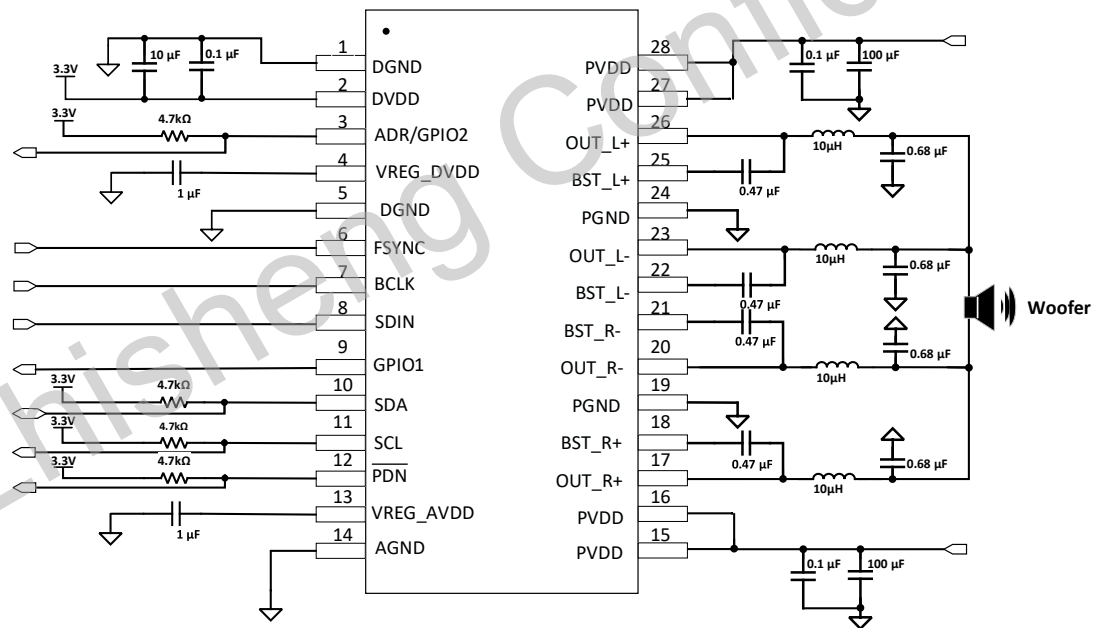 Zhisheng Confi
1 DGND
2 DVDD
3 ADR/GPIO2
4 VREG_DVDD
5 DGND
6 FSYNC
7 BCLK
8 SDIN
9 GPIO1
10 SDA
11 SCL
12 PDN
13 VREG_AVDD
14 AGND
28 PVDD
27 PVDD
26 OUT_L+
25 BST_L+
24 PGND
23 OUT_L-
22 BST_L-
21 BST_R-
20 OUT_R-
19 PGND
18 BST_R+
17 OUT_R+
16 PVDD
15 PVDD
10 µF
0.1 µF
3.3V
3.3V
4.7kΩ
1 µF
3.3V
4.7kΩ
3.3V
4.7kΩ
3.3V
4.7kΩ
1 µF
0.1 µF
100 µF
10µH
0.68 µF
0.47 µF
10µH
0.68 µF
0.47 µF
0.47 µF
0.68 µF
10µH
0.47 µF
0.68 µF
10µH
0.1 µF
100 µF
Woofer